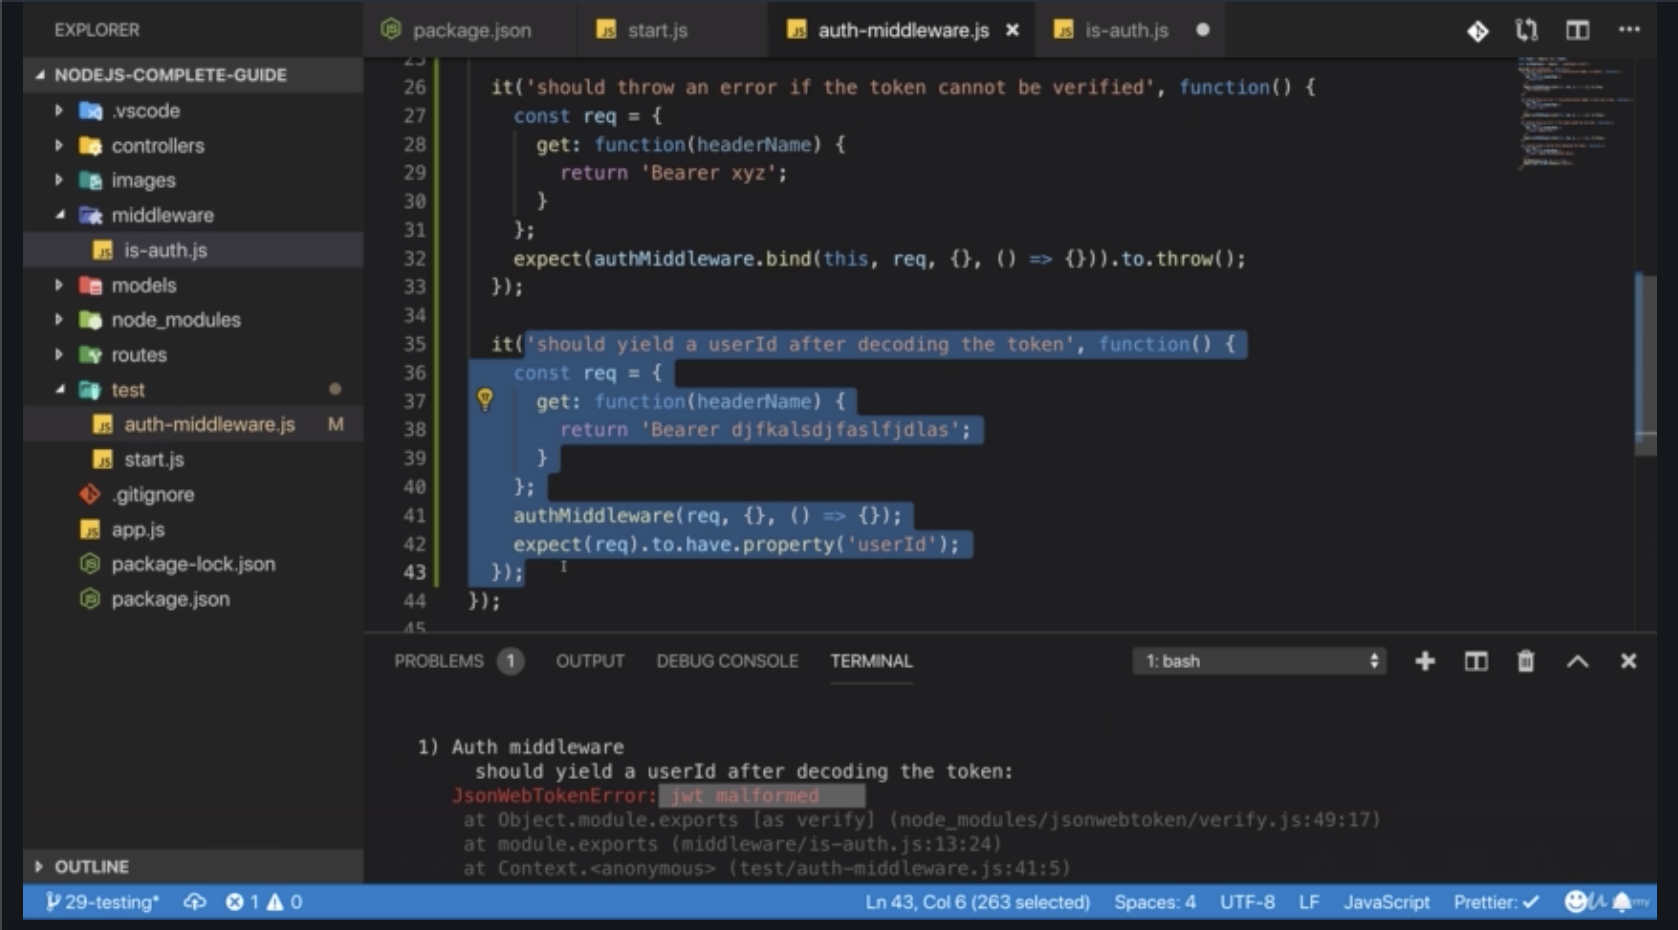 EXPLORER
package.json
start.js
auth-middleware.js
is-auth.js
NODEJS-COMPLETE-GUIDE
.vscode
controllers
images
middleware
is-auth.js
models
node_modules
routes
test
auth-middleware.js M
start.js
.gitignore
app.js
package-lock.json
package.json
OUTLINE
25
26 it('should throw an error if the token cannot be verified', function() {
27 const req = {
28 get: function(headerName) {
29 return 'Bearer xyz';
30 }
31 };
32 expect(authMiddleware.bind(this, req, {}, () => {})).to.throw();
33 });
34
35 it('should yield a userId after decoding the token', function() {
36 const req = {
37 get: function(headerName) {
38 return 'Bearer djfkalsdjfaslfjdlas';
39 }
40 };
41 authMiddleware(req, {}, () => {});
42 expect(req).to.have.property('userId');
43 });
44 });
45
PROBLEMS 1 OUTPUT DEBUG CONSOLE TERMINAL 1: bash
1) Auth middleware
should yield a userId after decoding the token:
JsonWebTokenError: jwt malformed
at Object.module.exports [as verify] (node_modules/jsonwebtoken/verify.js:49:17)
at module.exports (middleware/is-auth.js:13:24)
at Context.<anonymous> (test/auth-middleware.js:41:5)
29-testing* 1 0 Ln 43, Col 6 (263 selected) Spaces: 4 UTF-8 LF JavaScript Prettier: ✓